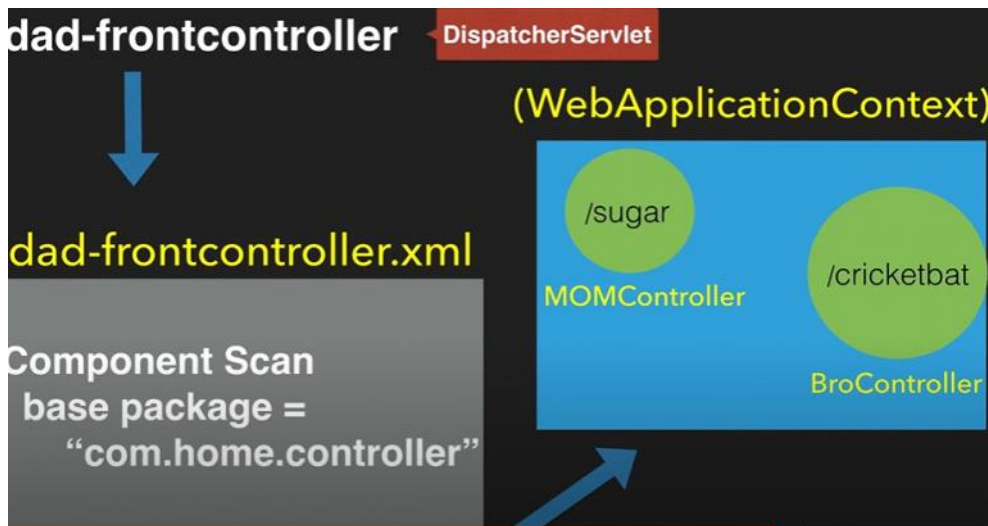 dad-frontcontroller
DispatcherServlet
(WebApplicationContext)
/sugar
MOMController
/cricketbat
BroController
dad-frontcontroller.xml
Component Scan
base package =
“com.home.controller”